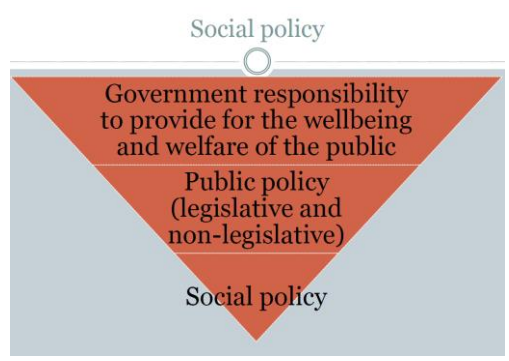 Social policy
Government responsibility
to provide for the wellbeing
and welfare of the public
Public policy
(legislative and
non-legislative)
Social policy